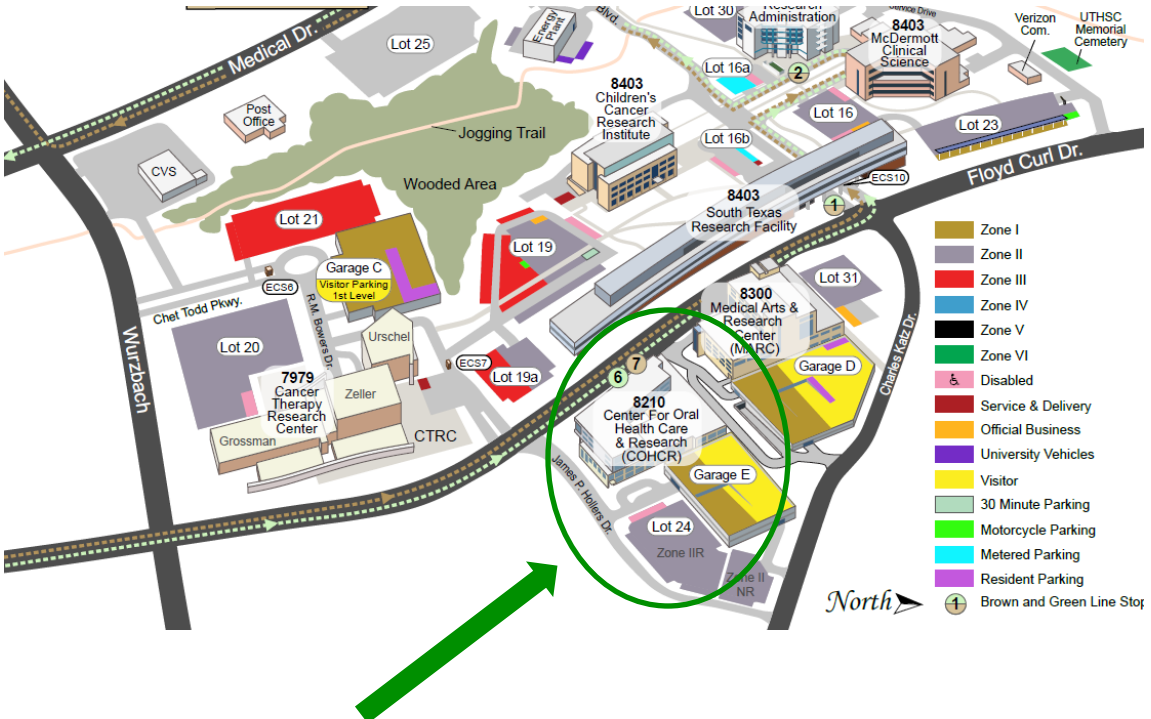 Medical Dr.
Lot 25
Energy
Plant
Blvd.
Lot 30
Research
Administration
Service Drive
8403
McDermott
Clinical
Science
Verizon
Com.
UTHSC
Memorial
Cemetery
Lot 16a
2
8403
Children's
Cancer
Research
Institute
Lot 16
Lot 16b
Lot 23
Post
Office
Jogging Trail
CVS
Wooded Area
Floyd Curl Dr.
ECS10
1
8403
South Texas
Research Facility
Lot 21
Lot 19
Garage C
Visitor Parking
1st Level
ECS6
Chet Todd Pkwy.
R.M. Bowers Dr.
Lot 31
8300
Medical Arts &
Research
Center
(MARC)
Charles Katz Dr.
Wurzbach
Lot 20
Urschel
ECS7
Lot 19a
7979
Cancer
Therapy
Research
Center
Zeller
Grossman
CTRC
6
7
Garage D
8210
Center For Oral
Health Care
& Research
(COHCR)
Garage E
James P. Hollers Dr.
Lot 24
Zone IIR
Zone II
NR
North
Zone I
Zone II
Zone III
Zone IV
Zone V
Zone VI
Disabled
Service & Delivery
Official Business
University Vehicles
Visitor
30 Minute Parking
Motorcycle Parking
Metered Parking
Resident Parking
1
Brown and Green Line Stop